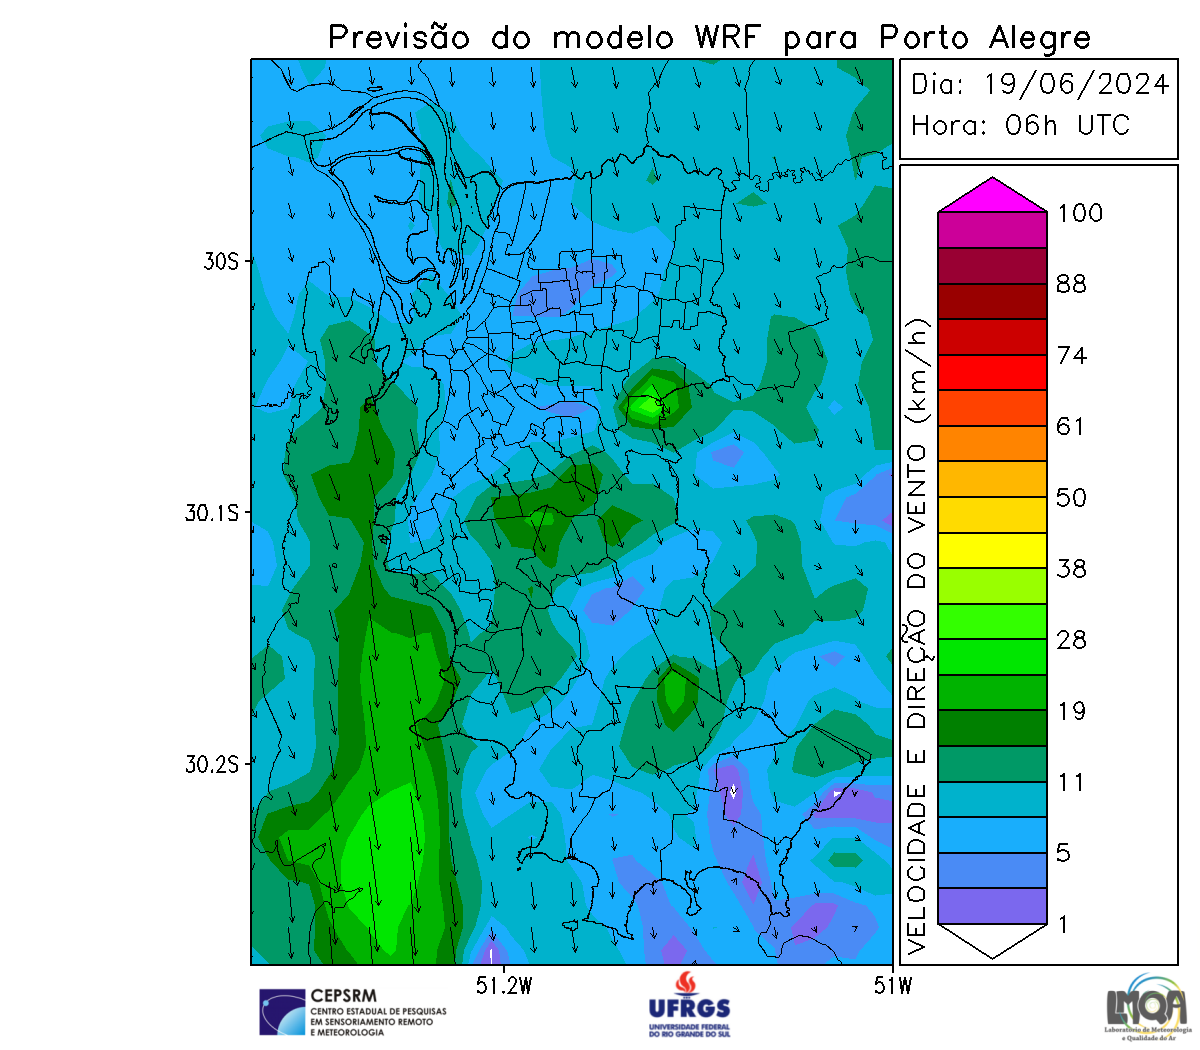 Previsão do modelo WRF para Porto Alegre
Dia: 19/06/2024
Hora: 06h UTC
30S
30.1S
30.2S
51.2W
51W
VELOCIDADE E DIREÇÃO DO VENTO (km/h)
100
88
74
61
50
38
28
19
11
5
1
CEPSRM
CENTRO ESTADUAL DE PESQUISAS
EM SENSORIAMENTO REMOTO
E METEOROLOGIA
UFRGS
UNIVERSIDADE FEDERAL
DO RIO GRANDE DO SUL
LMQA
Laboratório de Meteorologia
e Qualidade do Ar